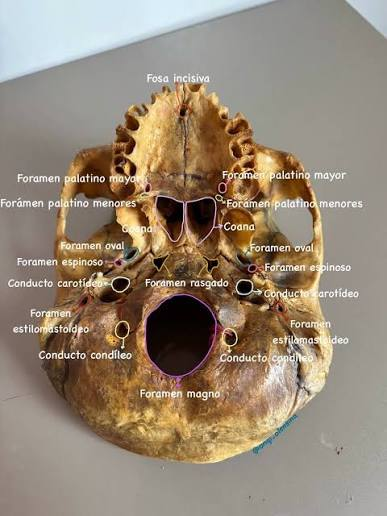 Fosa incisiva
Foramen palatino mayor
Foramen palatino mayor
Forámen palatino menores
Forámen palatino menores
Coana
Coana
Foramen oval
Foramen oval
Foramen espinoso
Foramen espinoso
Conducto carotídeo
Foramen rasgado
Conducto carotídeo
Foramen
estilomastoideo
Foramen
estilomastoideo
Conducto condíleo
Conducto condíleo
Foramen magno